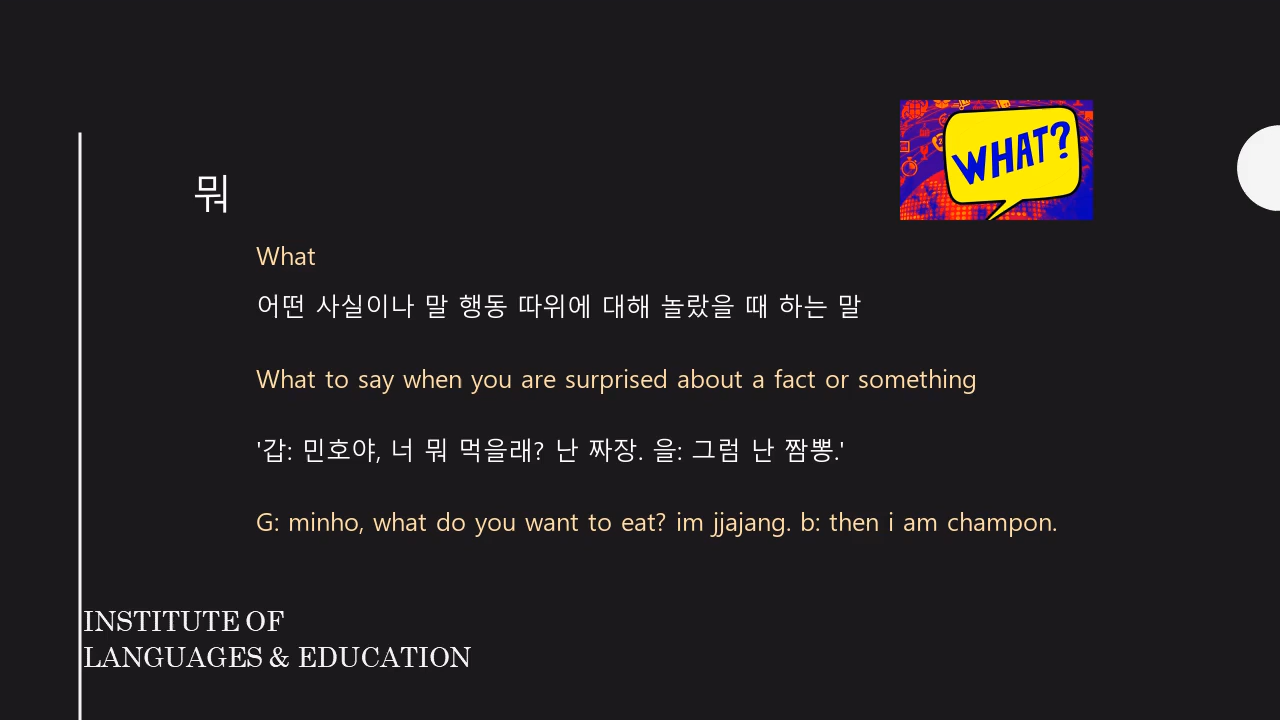 WHAT?
뭐
What
어떤 사실이나 말 행동 따위에 대해 놀랐을 때 하는 말
What to say when you are surprised about a fact or something
'갑: 민호야, 너 뭐 먹을래? 난 짜장. 을: 그럼 난 짬뽕.'
G: minho, what do you want to eat? im jjajang. b: then i am champon.
INSTITUTE OF
LANGUAGES & EDUCATION